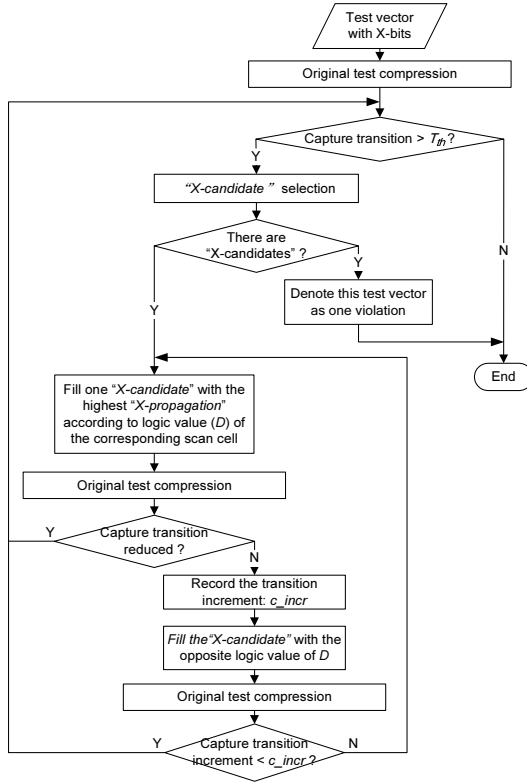 Test vector
with X-bits
Original test compression
Capture transition > Tth?
Y
“X-candidate” selection
There are
“X-candidates” ?
N
Y
Y
Denote this test vector
as one violation
End
Fill one “X-candidate” with the
highest “X-propagation”
according to logic value (D) of
the corresponding scan cell
Original test compression
Y
Capture transition
reduced ?
N
Record the transition
increment: c_incr
Fill the“X-candidate” with the
opposite logic value of D
Original test compression
Y
Capture transition
increment < c_incr ?
N